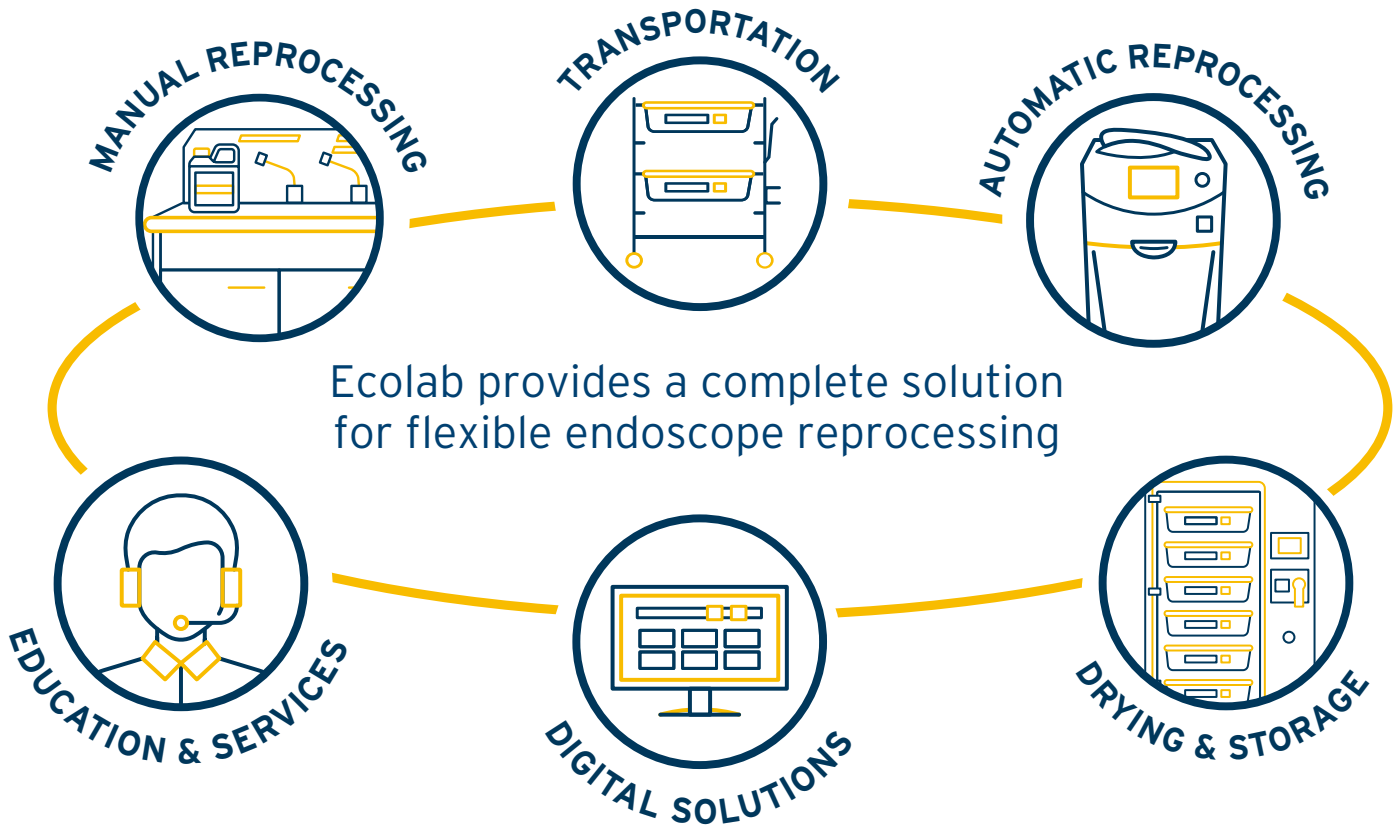 MANUAL REPROCESSING
TRANSPORTATION
AUTOMATIC REPROCESSING
Ecolab provides a complete solution
for flexible endoscope reprocessing
EDUCATION & SERVICES
DIGITAL SOLUTIONS
DRYING & STORAGE